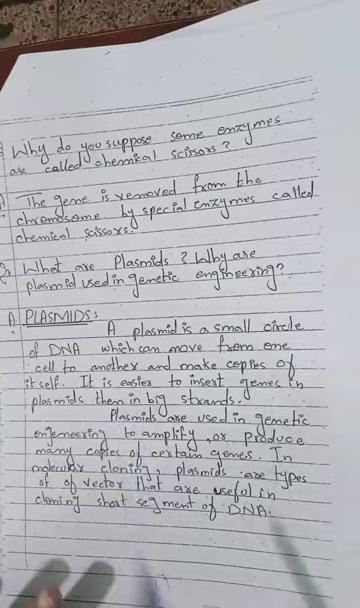 Why do you suppose some enzymes
are called chemical scissors?
The gene is removed from the
chromosome by special enzymes called
chemical scissors.
What are Plasmids? Why are
plasmid used in genetic engineering?
A PLASMIDS:
A plasmid is a small circle
of DNA which can move from one
cell to another and make copies of
itself. It is easier to insert genes in
plasmids then in big strands.
Plasmids are used in genetic
engeneering to amplify, or produce
many copies of certain genes. In
molecular cloning, plasmids are types
of of vector that are useful in
cloning short segment of DNA.